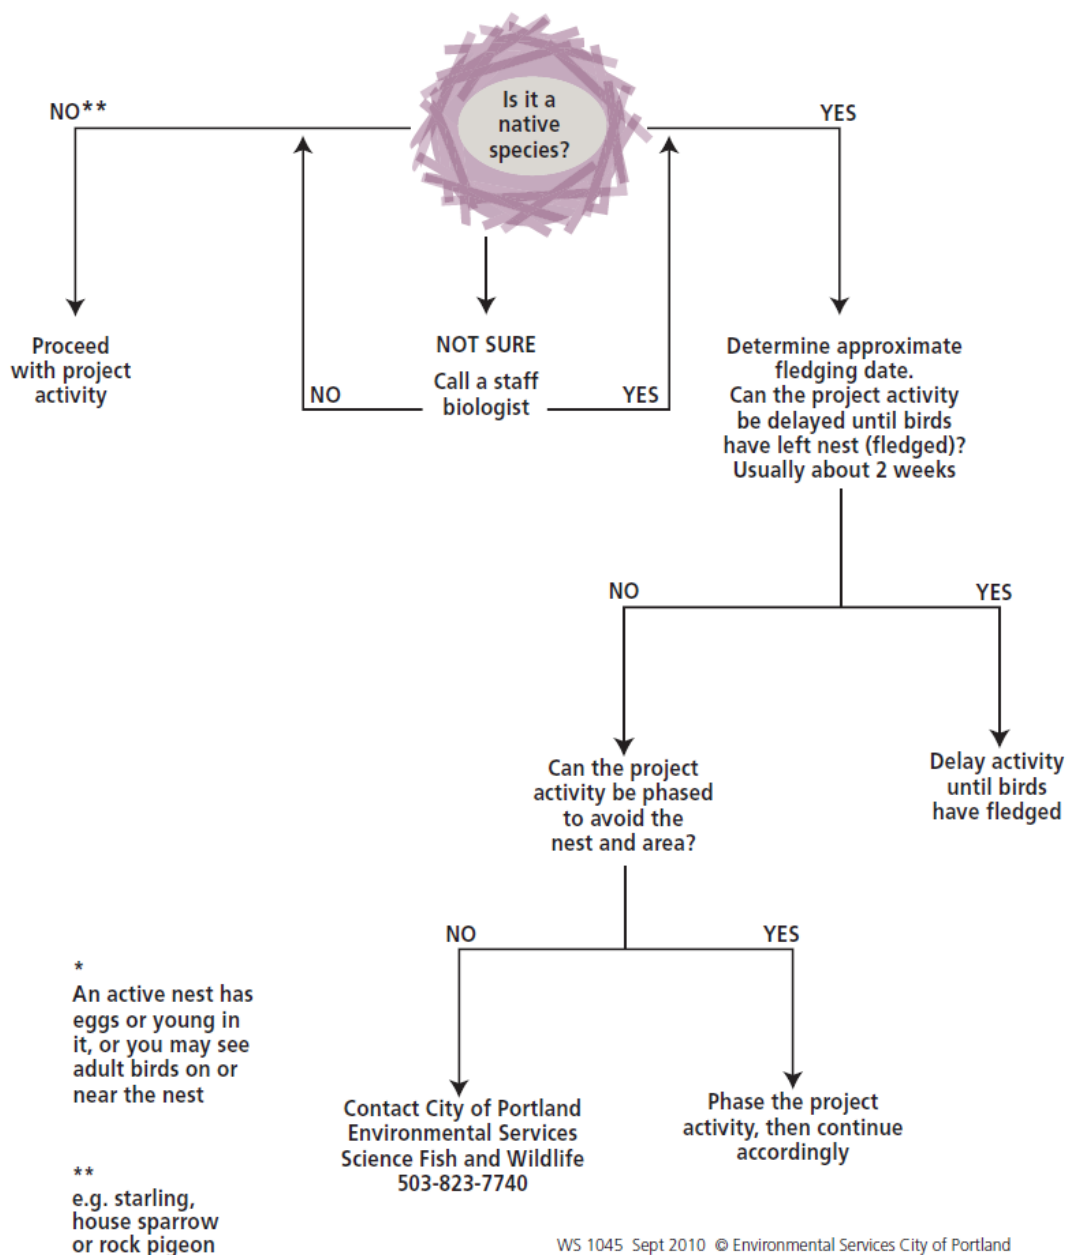 Is it a
native
species?
NO**
YES
Proceed
with project
activity
NOT SURE
Call a staff
biologist
NO
YES
Determine approximate
fledging date.
Can the project activity
be delayed until birds
have left nest (fledged)?
Usually about 2 weeks
NO
YES
Can the project
activity be phased
to avoid the
nest and area?
Delay activity
until birds
have fledged
NO
YES
Contact City of Portland
Environmental Services
Science Fish and Wildlife
503-823-7740
Phase the project
activity, then continue
accordingly
*
An active nest has
eggs or young in
it, or you may see
adult birds on or
near the nest
**
e.g. starling,
house sparrow
or rock pigeon
WS 1045 Sept 2010 © Environmental Services City of Portland